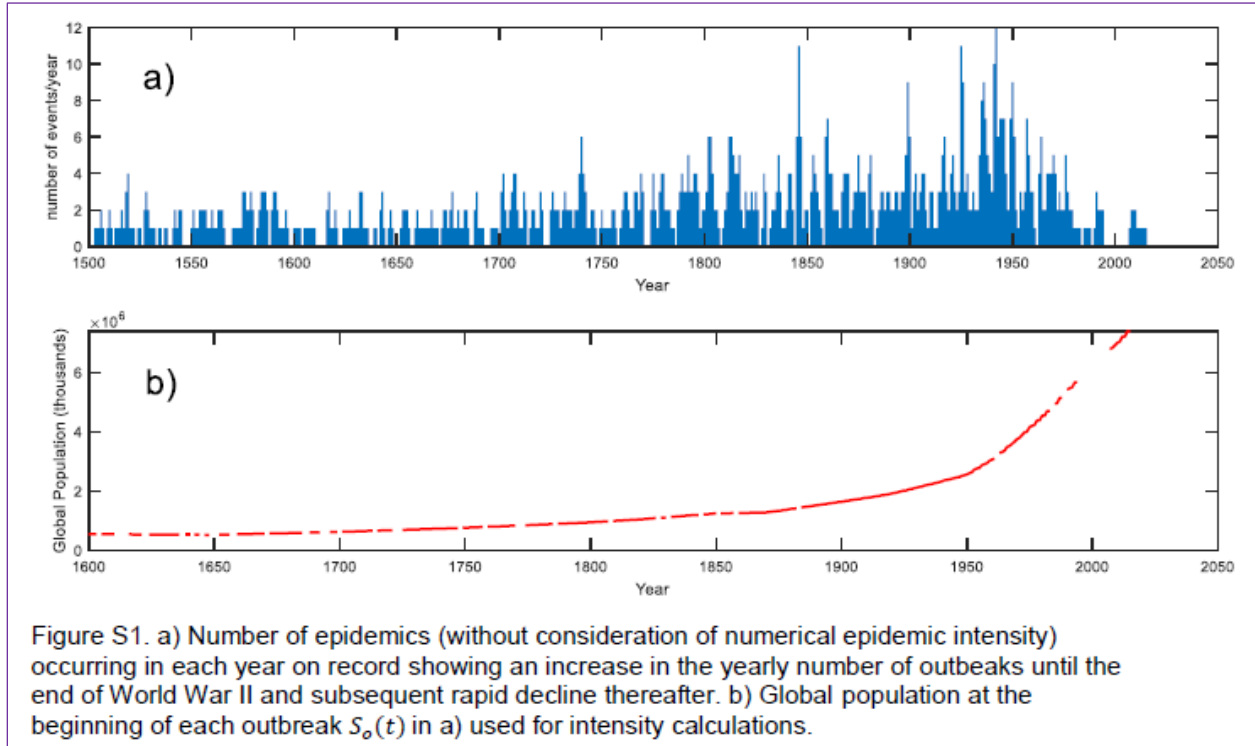 12
10
8
6
4
2
0
number of events/year
a)
1500 1550 1600 1650 1700 1750 1800 1850 1900 1950 2000 2050
Year
×10⁶
6
4
2
0
Global Population (thousands)
b)
1600 1650 1700 1750 1800 1850 1900 1950 2000 2050
Year
Figure S1. a) Number of epidemics (without consideration of numerical epidemic intensity)
occurring in each year on record showing an increase in the yearly number of outbeaks until the
end of World War II and subsequent rapid decline thereafter. b) Global population at the
beginning of each outbreak Sₒ(t) in a) used for intensity calculations.